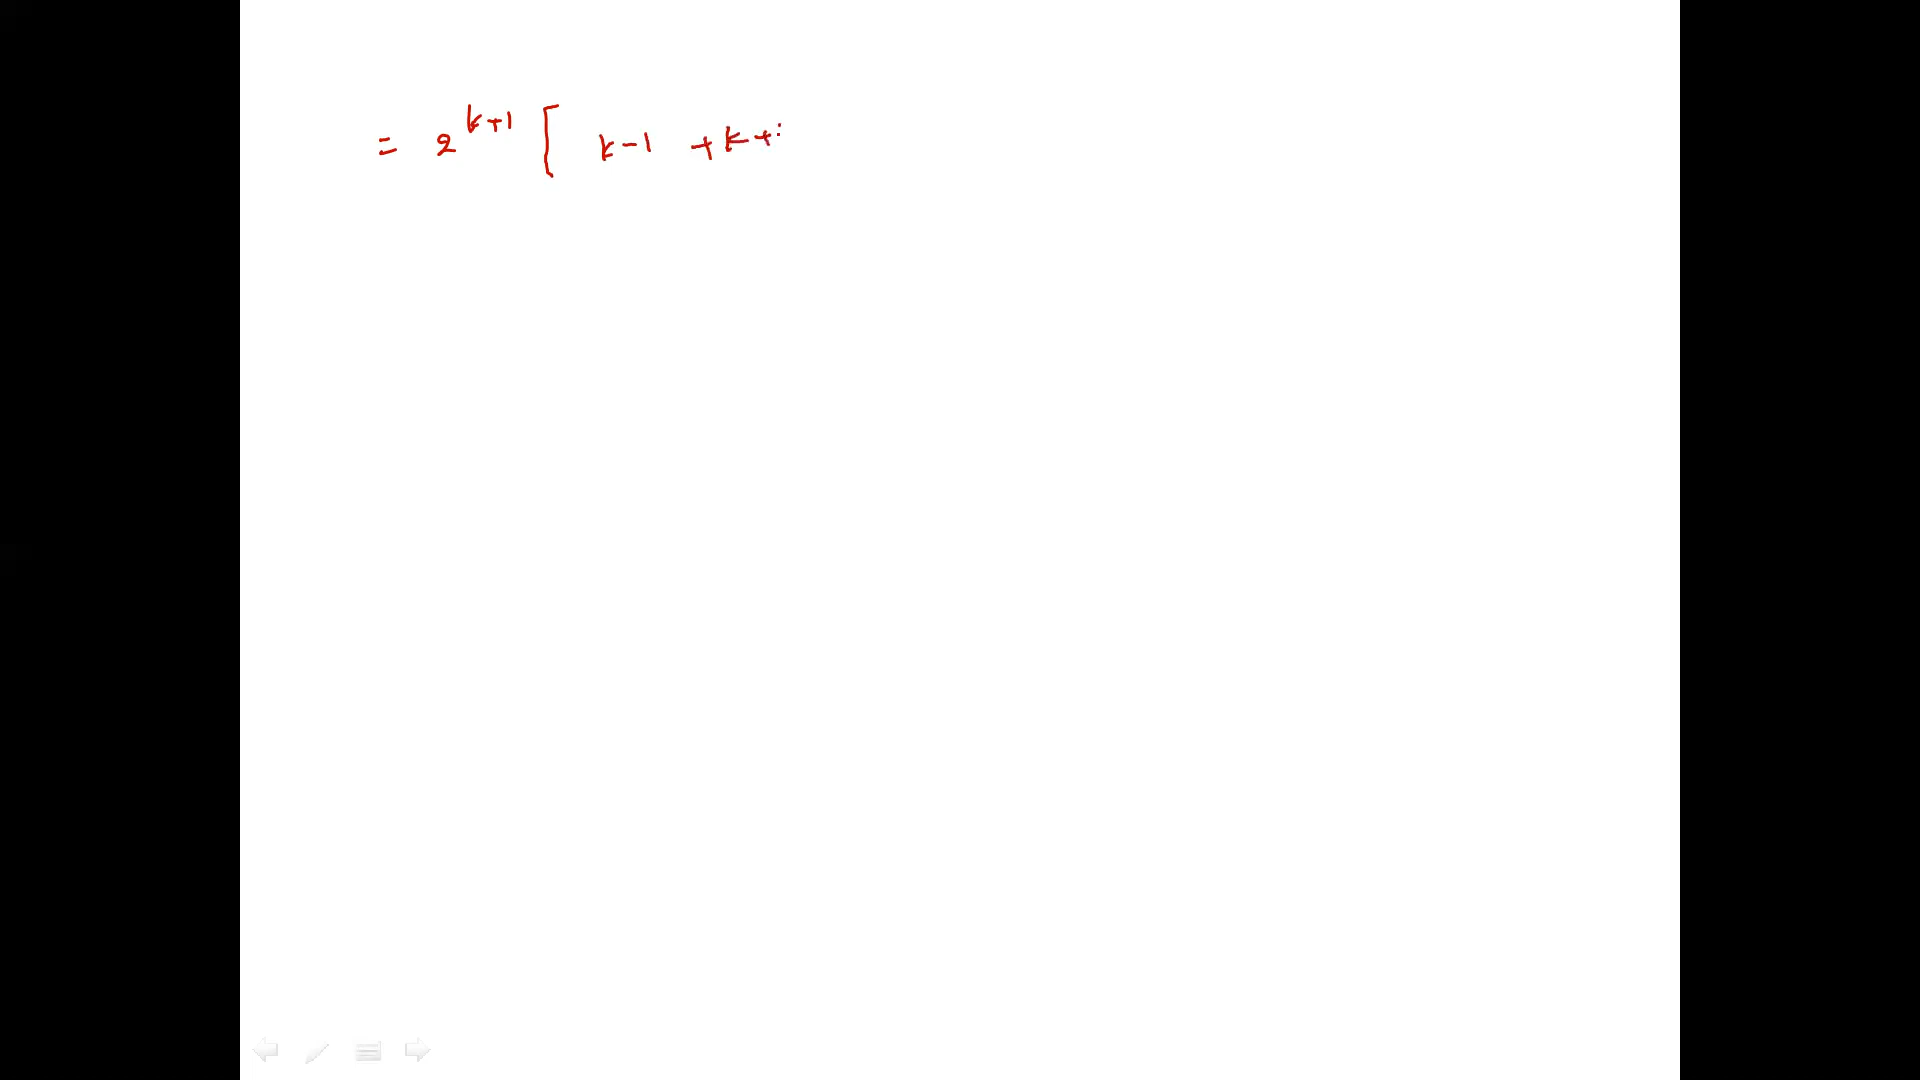 = 2^{k+1} [ k-1 + k +